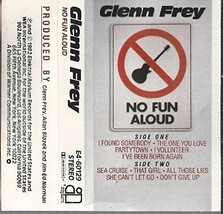 Glenn Frey
NO FUN ALOUD
PRODUCED BY
Glenn Frey, Allan Blazek and Jim Ed Norman
E4-60129
STEREO
Glenn Frey
NO FUN
ALOUD
SIDE ONE
I FOUND SOMEBODY • THE ONE YOU LOVE
PARTYTOWN • I VOLUNTEER
I'VE BEEN BORN AGAIN
SIDE TWO
SEA CRUISE • THAT GIRL • ALL THOSE LIES
SHE CAN'T LET GO • DON'T GIVE UP